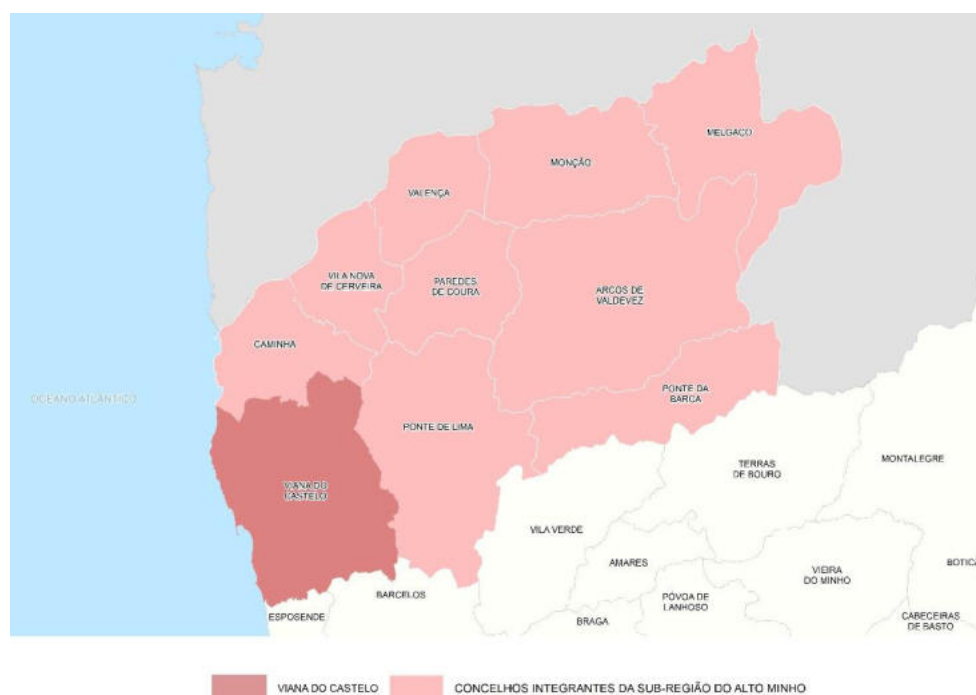 MELGAÇO
MONÇÃO
VALENÇA
VILA NOVA
DE CERVEIRA
PAREDES
DE COURA
ARCOS DE
VALDEVEZ
CAMINHA
PONTE DA
BARCA
OCEANO ATLÂNTICO
PONTE DE LIMA
VIANA DO
CASTELO
TERRAS
DE BOURO
MONTALEGRE
VILA VERDE
AMARES
VIEIRA
DO MINHO
BOTICA
BARCELOS
PÓVOA DE
LANHOSO
ESPOSENDE
BRAGA
CABECEIRAS
DE BASTO
VIANA DO CASTELO
CONCELHOS INTEGRANTES DA SUB-REGIÃO DO ALTO MINHO